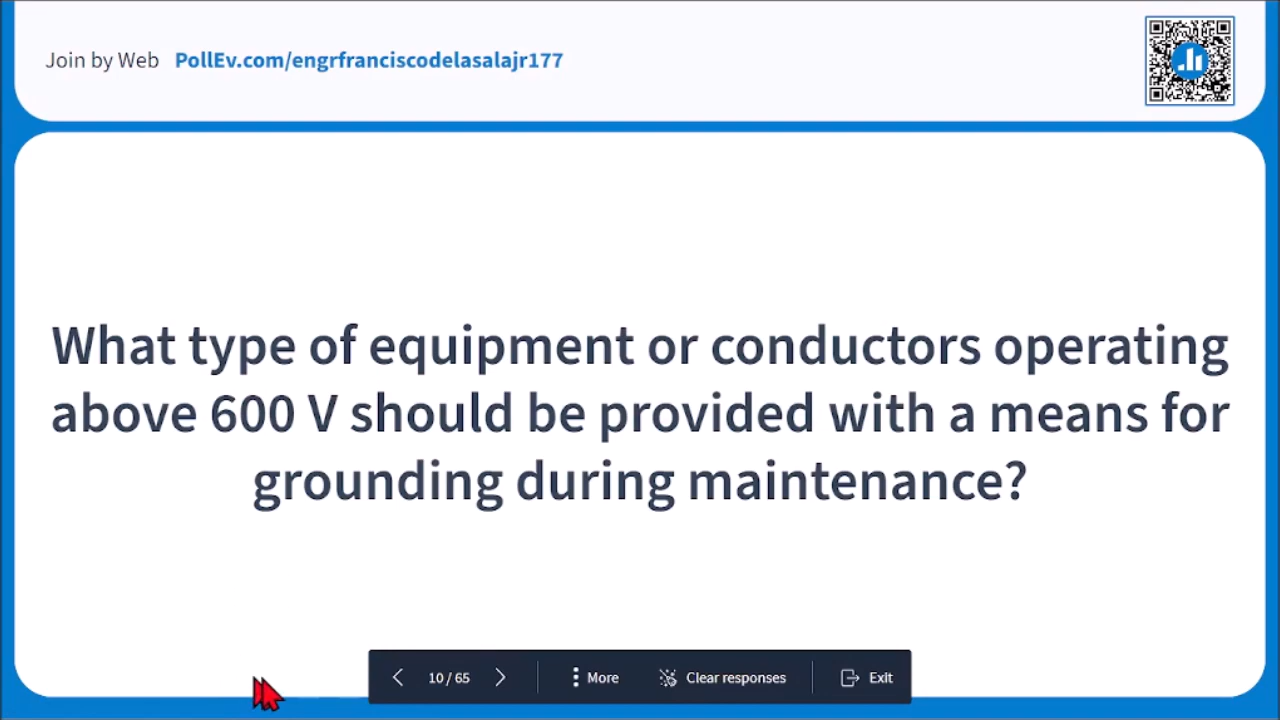 Join by Web PollEv.com/engrfranciscodelasalajr177
What type of equipment or conductors operating
above 600 V should be provided with a means for
grounding during maintenance?
10 / 65 More Clear responses Exit